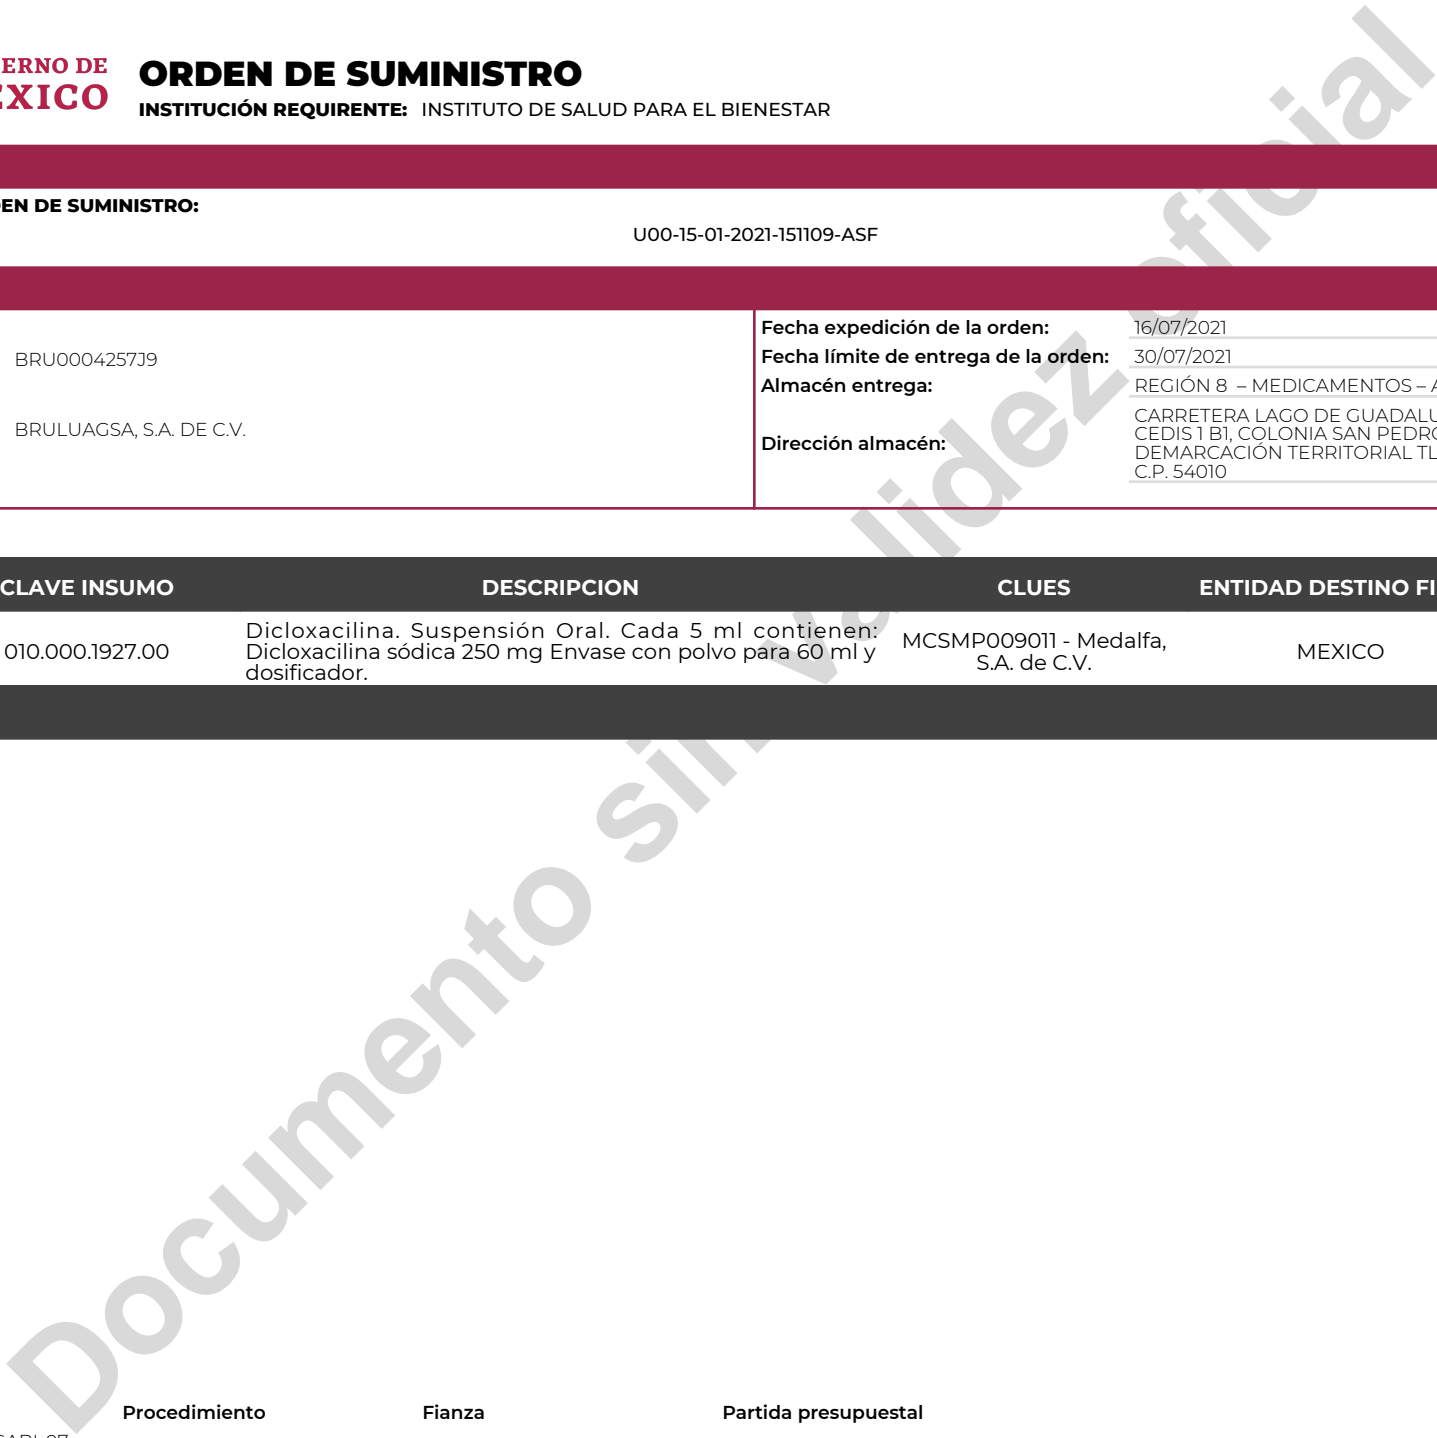 ERNO DE
ORDEN DE SUMINISTRO
INSTITUCIÓN REQUIRENTE: INSTITUTO DE SALUD PARA EL BIENESTAR
EN DE SUMINISTRO:
U00-15-01-2021-151109-ASF
BRU0004257J9
BRULUAGSA, S.A. DE C.V.
Fecha expedición de la orden: 16/07/2021
Fecha límite de entrega de la orden: 30/07/2021
Almacén entrega: REGIÓN 8 – MEDICAMENTOS –
Dirección almacén:
CARRETERA LAGO DE GUADALU
CEDIS 1 B1, COLONIA SAN PEDRO
DEMARCACIÓN TERRITORIAL TL
C.P. 54010
CLAVE INSUMO DESCRIPCION CLUES ENTIDAD DESTINO FI
010.000.1927.00
Dicloxacilina. Suspensión Oral. Cada 5 ml contienen:
Dicloxacilina sódica 250 mg Envase con polvo para 60 ml y
dosificador.
MCSMP009011 - Medalfa,
S.A. de C.V.
MEXICO
Procedimiento Fianza Partida presupuestal
Documento sin validez oficial